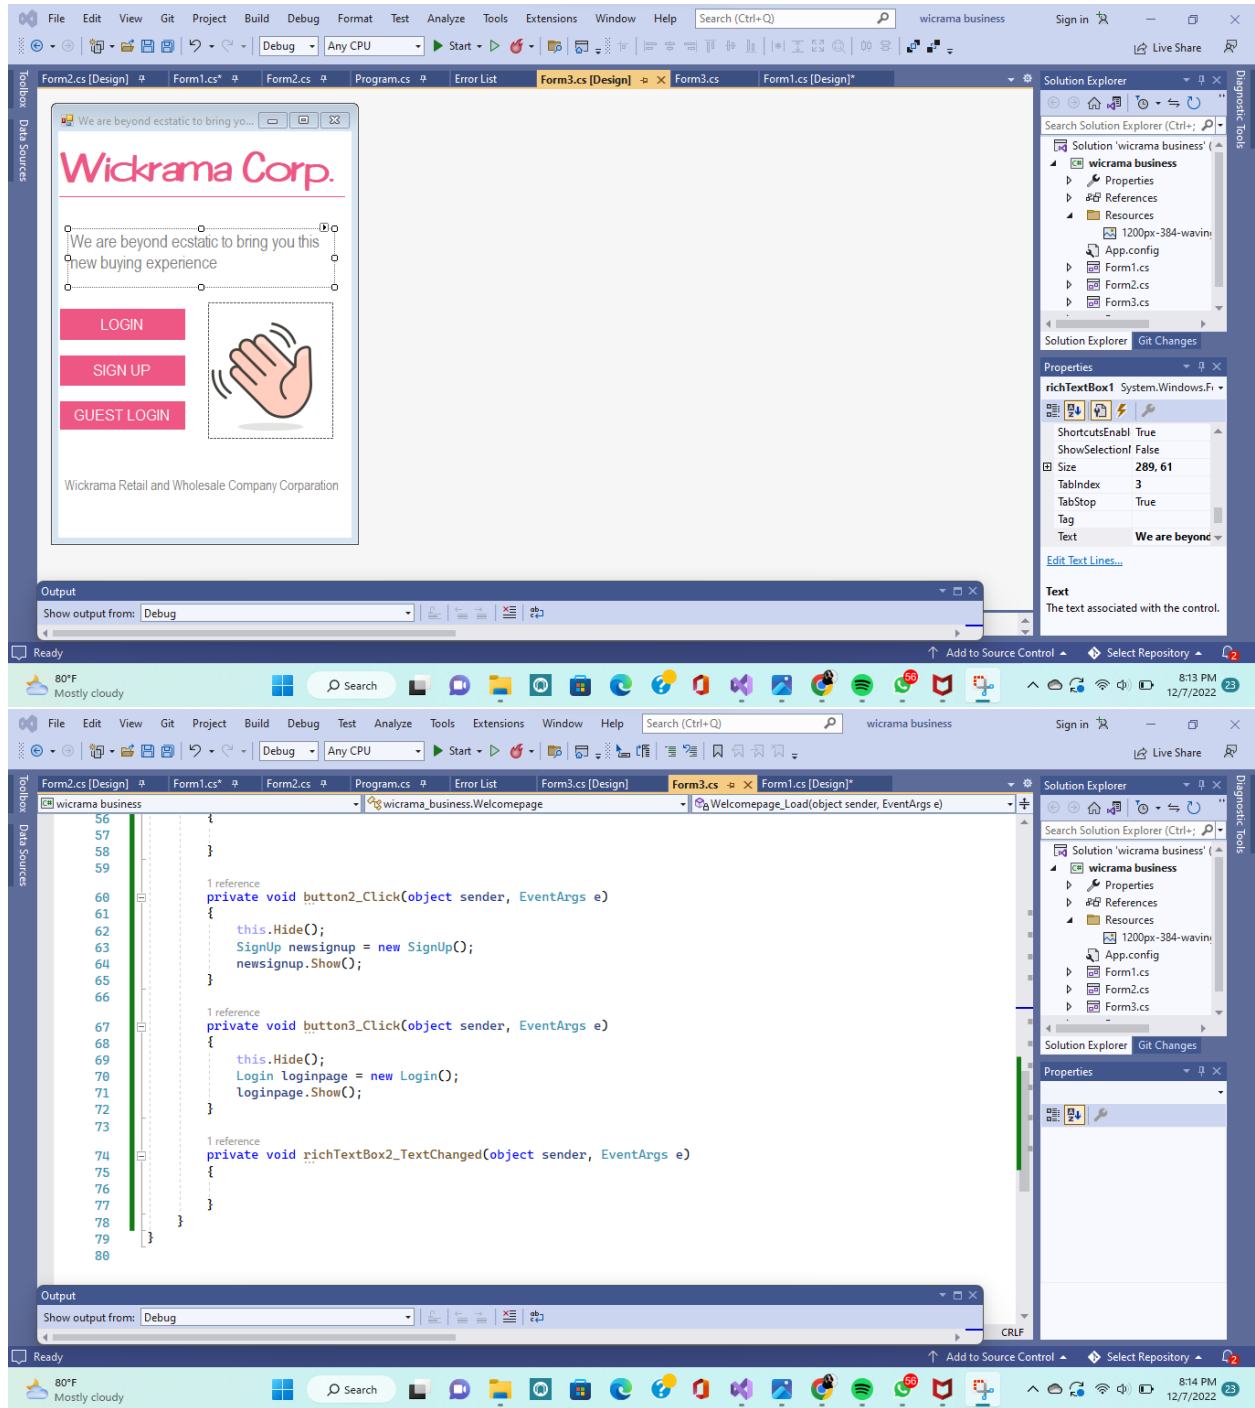 File Edit View Git Project Build Debug Format Test Analyze Tools Extensions Window Help Search (Ctrl+Q) wicrama business Sign in
Debug Any CPU Start Live Share
Toolbox Data Sources
Form2.cs [Design] Form1.cs* Form2.cs Program.cs Error List Form3.cs [Design] Form3.cs Form1.cs [Design]*
Diagnostic Tools
We are beyond ecstatic to bring yo...
Wickrama Corp.
We are beyond ecstatic to bring you this
new buying experience
LOGIN
SIGN UP
GUEST LOGIN
Wickrama Retail and Wholesale Company Corparation
Solution Explorer
Search Solution Explorer (Ctrl+;
Solution 'wicrama business' (
wicrama business
Properties
References
Resources
1200px-384-waving
App.config
Form1.cs
Form2.cs
Form3.cs
Solution Explorer Git Changes
Properties
richTextBox1 System.Windows.F
ShortcutsEnabl True
ShowSelectionI False
Size 289, 61
TabIndex 3
TabStop True
Tag
Text We are beyond
Edit Text Lines...
Text
The text associated with the control.
Output
Show output from: Debug
Ready Add to Source Control Select Repository 2
80°F
Mostly cloudy
Search
56
8:13 PM
12/7/2022
23
File Edit View Git Project Build Debug Test Analyze Tools Extensions Window Help Search (Ctrl+Q) wicrama business Sign in
Debug Any CPU Start Live Share
Toolbox Data Sources
Form2.cs [Design] Form1.cs* Form2.cs Program.cs Error List Form3.cs [Design] Form3.cs Form1.cs [Design]*
Diagnostic Tools
wicrama business wicrama_business.Welcomepage Welcomepage_Load(object sender, EventArgs e)
56 {
57
58 }
59
1 reference
60 private void button2_Click(object sender, EventArgs e)
61 {
62 this.Hide();
63 SignUp newsignup = new SignUp();
64 newsignup.Show();
65 }
66
1 reference
67 private void button3_Click(object sender, EventArgs e)
68 {
69 this.Hide();
70 Login loginpage = new Login();
71 loginpage.Show();
72 }
73
1 reference
74 private void richTextBox2_TextChanged(object sender, EventArgs e)
75 {
76
77 }
78 }
79 }
80
Solution Explorer
Search Solution Explorer (Ctrl+;
Solution 'wicrama business' (
wicrama business
Properties
References
Resources
1200px-384-waving
App.config
Form1.cs
Form2.cs
Form3.cs
Solution Explorer Git Changes
Properties
Output
Show output from: Debug
CRLF
Ready Add to Source Control Select Repository 2
80°F
Mostly cloudy
Search
56
8:14 PM
12/7/2022
23